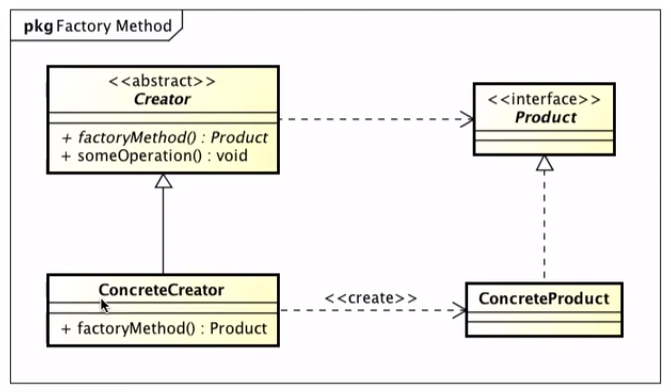 pkg Factory Method
<<abstract>>
Creator
+ factoryMethod() : Product
+ someOperation() : void
<<interface>>
Product
ConcreteCreator
+ factoryMethod() : Product
<<create>>
ConcreteProduct